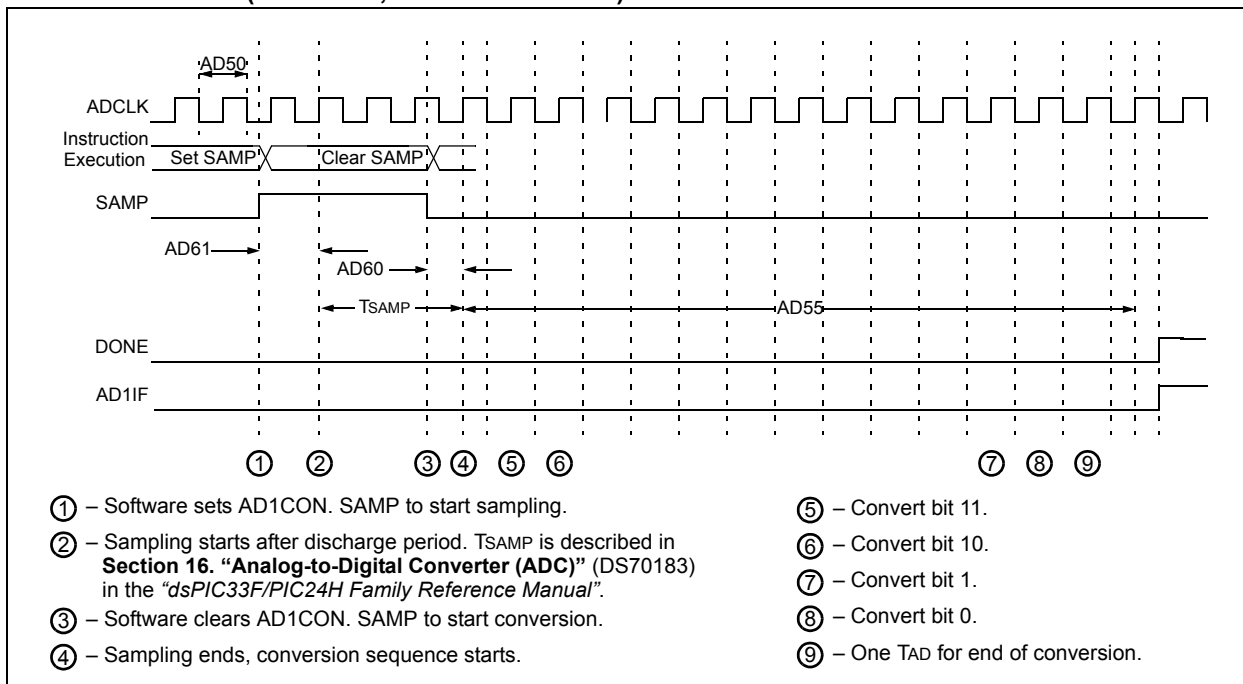 AD50
ADCLK
Instruction
Execution
Set SAMP
Clear SAMP
SAMP
AD61
AD60
TSAMP
AD55
DONE
AD1IF
1 2 3 4 5 6 7 8 9
1 – Software sets AD1CON. SAMP to start sampling.
2 – Sampling starts after discharge period. TSAMP is described in
Section 16. “Analog-to-Digital Converter (ADC)” (DS70183)
in the “dsPIC33F/PIC24H Family Reference Manual”.
3 – Software clears AD1CON. SAMP to start conversion.
4 – Sampling ends, conversion sequence starts.
5 – Convert bit 11.
6 – Convert bit 10.
7 – Convert bit 1.
8 – Convert bit 0.
9 – One TAD for end of conversion.